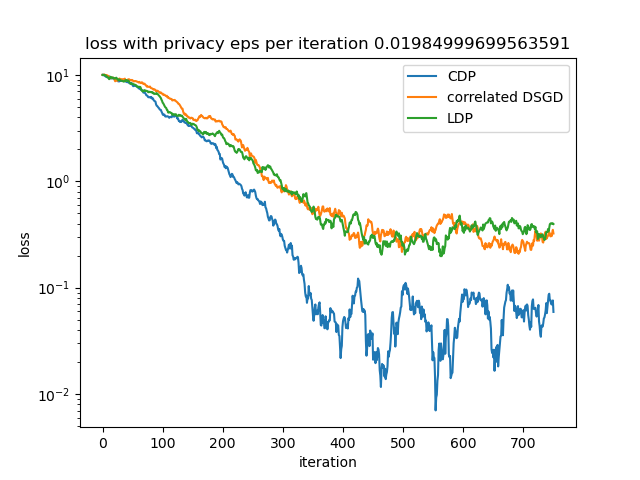 loss with privacy eps per iteration 0.01984999699563591
CDP
correlated DSGD
LDP
10¹
10⁰
10⁻¹
10⁻²
loss
0 100 200 300 400 500 600 700
iteration